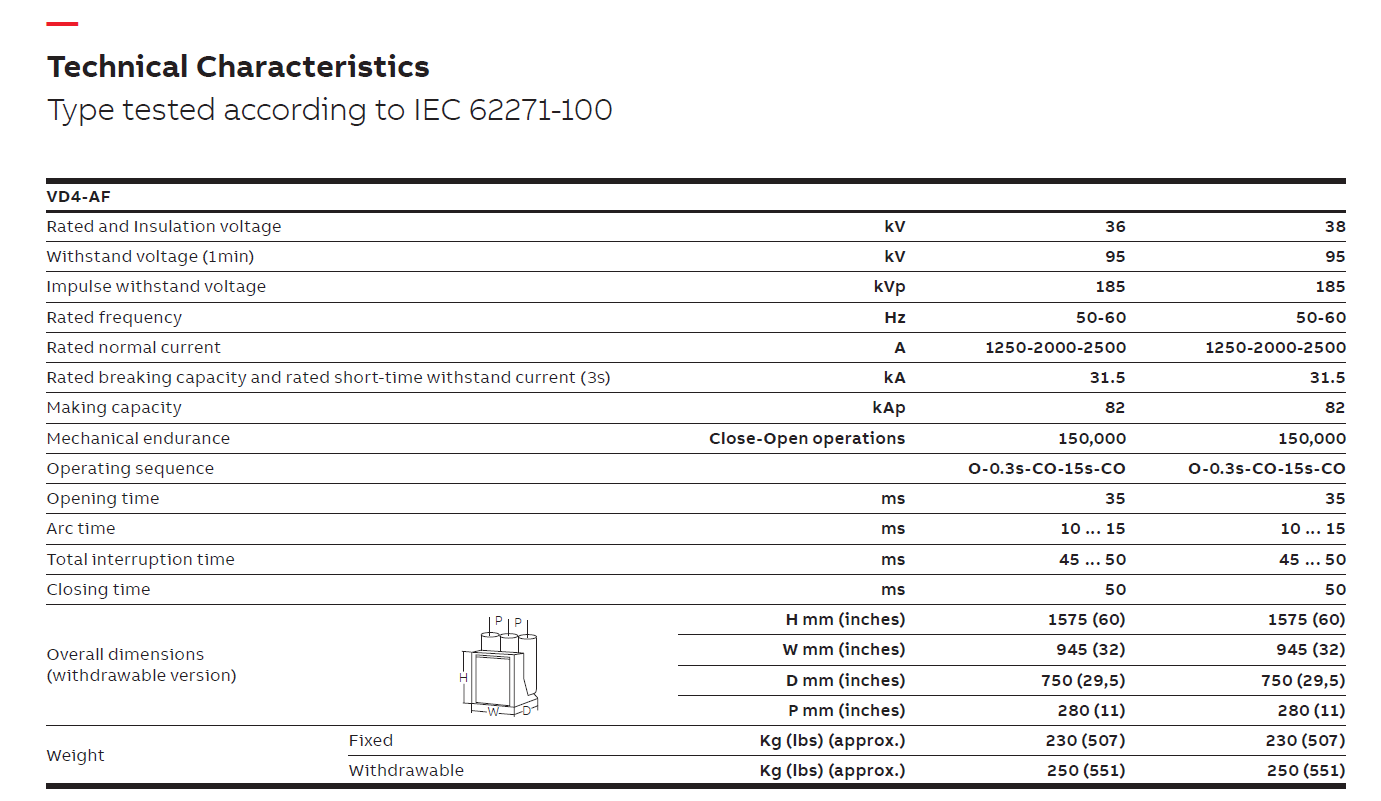 Technical Characteristics
Type tested according to IEC 62271-100
VD4-AF
Rated and Insulation voltage kV 36 38
Withstand voltage (1min) kV 95 95
Impulse withstand voltage kVp 185 185
Rated frequency Hz 50-60 50-60
Rated normal current A 1250-2000-2500 1250-2000-2500
Rated breaking capacity and rated short-time withstand current (3s) kA 31.5 31.5
Making capacity kAp 82 82
Mechanical endurance Close-Open operations 150,000 150,000
Operating sequence O-0.3s-CO-15s-CO O-0.3s-CO-15s-CO
Opening time ms 35 35
Arc time ms 10 ... 15 10 ... 15
Total interruption time ms 45 ... 50 45 ... 50
Closing time ms 50 50
Overall dimensions
(withdrawable version)
P P
H
W D
H mm (inches) 1575 (60) 1575 (60)
W mm (inches) 945 (32) 945 (32)
D mm (inches) 750 (29,5) 750 (29,5)
P mm (inches) 280 (11) 280 (11)
Weight
Fixed Kg (lbs) (approx.) 230 (507) 230 (507)
Withdrawable Kg (lbs) (approx.) 250 (551) 250 (551)